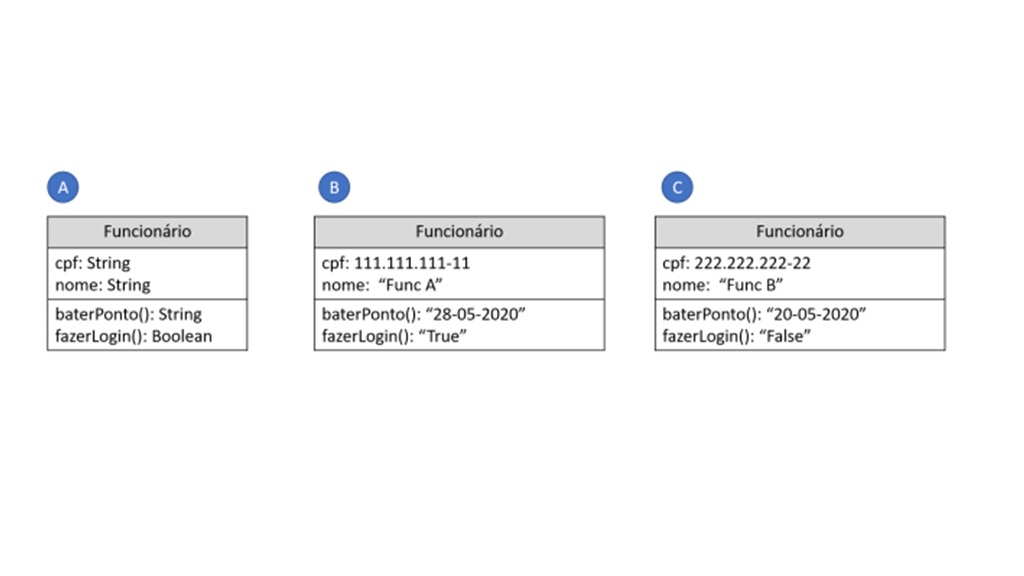 A
Funcionário
cpf: String
nome: String
baterPonto(): String
fazerLogin(): Boolean
B
Funcionário
cpf: 111.111.111-11
nome:  “Func A”
baterPonto(): “28-05-2020”
fazerLogin(): “True”
C
Funcionário
cpf: 222.222.222-22
nome:  “Func B”
baterPonto(): “20-05-2020”
fazerLogin(): “False”